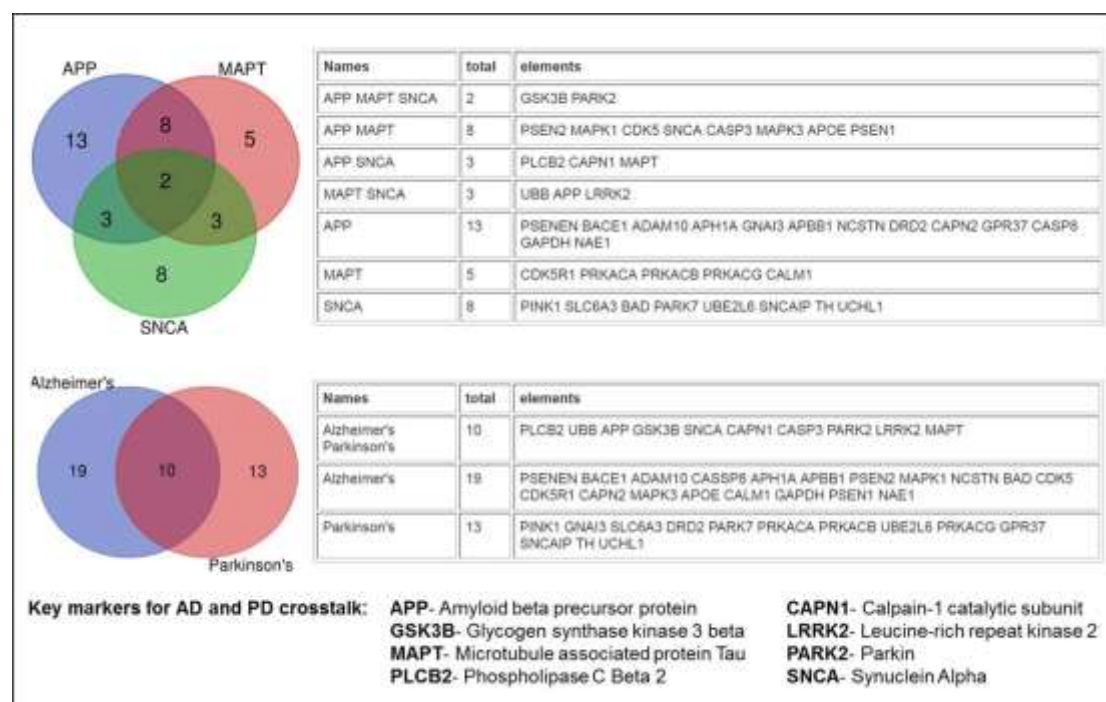 APP
MAPT
13
8
5
2
3
3
8
SNCA
Names total elements
APP MAPT SNCA 2 GSK3B PARK2
APP MAPT 8 PSEN2 MAPK1 CDK5 SNCA CASP3 MAPK3 APOE PSEN1
APP SNCA 3 PLCB2 CAPN1 MAPT
MAPT SNCA 3 UBB APP LRRK2
APP 13 PSENEN BACE1 ADAM10 APH1A GNAI3 APBB1 NCSTN DRD2 CAPN2 GPR37 CASP6
GAPDH NAE1
MAPT 5 CDK5R1 PRKACA PRKACB PRKACG CALM1
SNCA 8 PINK1 SLC6A3 BAD PARK7 UBE2L6 SNCAIP TH UCHL1
Alzheimer's
19
10
13
Parkinson's
Names total elements
Alzheimer's 10 PLCB2 UBB APP GSK3B SNCA CAPN1 CASP3 PARK2 LRRK2 MAPT
Parkinson's
Alzheimer's 19 PSENEN BACE1 ADAM10 CASSP6 APH1A APBB1 PSEN2 MAPK1 NCSTN BAD CDK5
CDK5R1 CAPN2 MAPK3 APOE CALM1 GAPDH PSEN1 NAE1
Parkinson's 13 PINK1 GNAI3 SLC6A3 DRD2 PARK7 PRKACA PRKACB UBE2L6 PRKACG GPR37
SNCAIP TH UCHL1
Key markers for AD and PD crosstalk:
APP- Amyloid beta precursor protein
GSK3B- Glycogen synthase kinase 3 beta
MAPT- Microtubule associated protein Tau
PLCB2- Phospholipase C Beta 2
CAPN1- Calpain-1 catalytic subunit
LRRK2- Leucine-rich repeat kinase 2
PARK2- Parkin
SNCA- Synuclein Alpha